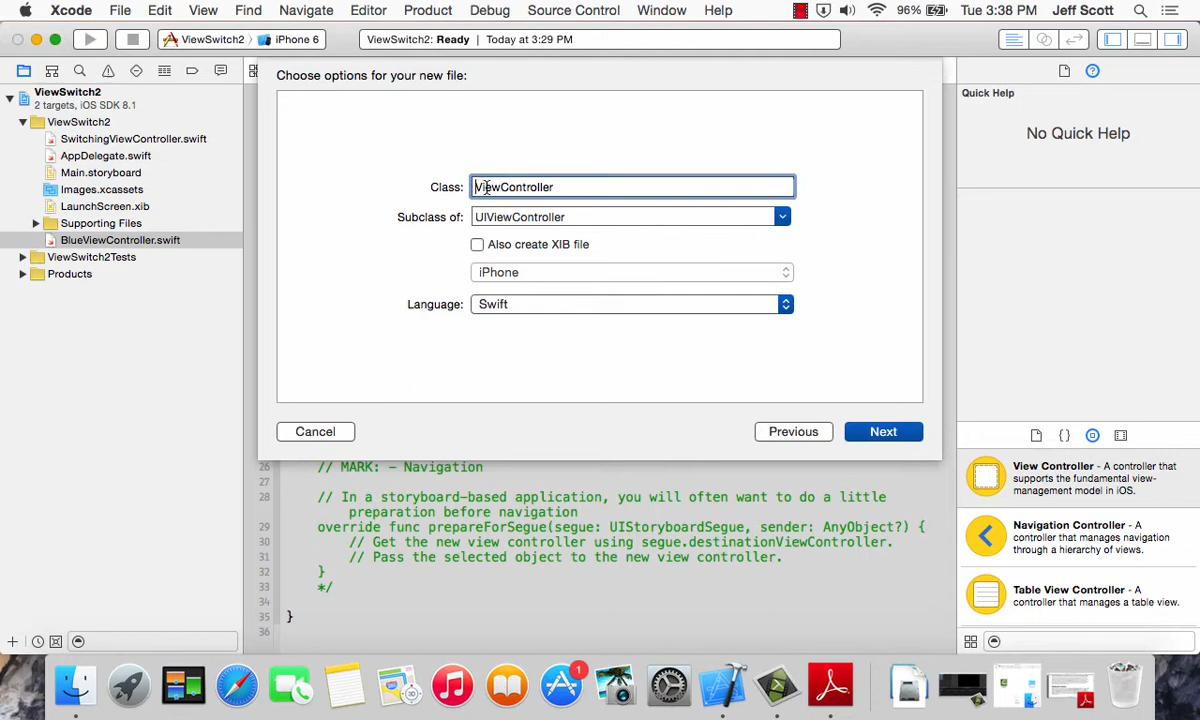 Xcode File Edit View Find Navigate Editor Product Debug Source Control Window Help 96% Tue 3:38 PM Jeff Scott
ViewSwitch2 iPhone 6 ViewSwitch2: Ready Today at 3:29 PM
ViewSwitch2
2 targets, iOS SDK 8.1
ViewSwitch2
SwitchingViewController.swift
AppDelegate.swift
Main.storyboard
Images.xcassets
LaunchScreen.xib
Supporting Files
BlueViewController.swift
ViewSwitch2Tests
Products
Choose options for your new file:
Class: ViewController
Subclass of: UIViewController
Also create XIB file
iPhone
Language: Swift
Cancel Previous Next
26 // MARK: - Navigation
27
28 // In a storyboard-based application, you will often want to do a little
preparation before navigation
29 override func prepareForSegue(segue: UIStoryboardSegue, sender: AnyObject?) {
30 // Get the new view controller using segue.destinationViewController.
31 // Pass the selected object to the new view controller.
32 }
33 */
34
35 }
36
Quick Help
No Quick Help
View Controller - A controller that
supports the fundamental view-
management model in iOS.
Navigation Controller - A
controller that manages navigation
through a hierarchy of views.
Table View Controller - A
controller that manages a table view.
1